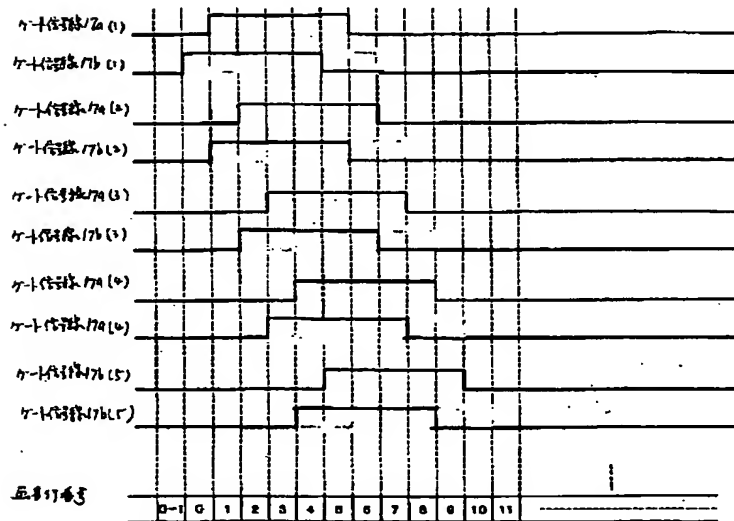 ゲート信号線17a(1)
ゲート信号線17b(1)
ゲート信号線17a(2)
ゲート信号線17b(2)
ゲート信号線17a(3)
ゲート信号線17b(3)
ゲート信号線17a(4)
ゲート信号線17a(4)
ゲート信号線17b(5)
ゲート信号線17b(5)
画素行番号 0-1 0 1 2 3 4 5 6 7 8 9 10 11